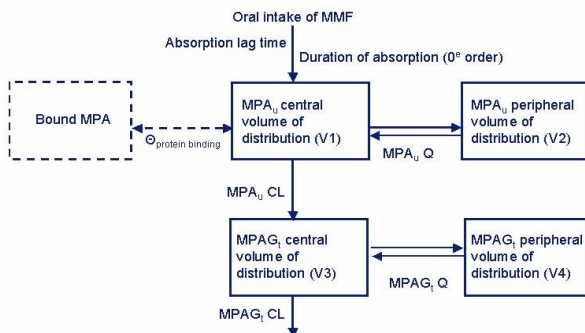 Oral intake of MMF
Absorption lag time
Duration of absorption (0ᵉ order)
Bound MPA
Θprotein binding
MPAᵤ central
volume of
distribution (V1)
MPAᵤ peripheral
volume of
distribution (V2)
MPAᵤ Q
MPAᵤ CL
MPAGₜ central
volume of
distribution (V3)
MPAGₜ peripheral
volume of
distribution (V4)
MPAGₜ Q
MPAGₜ CL